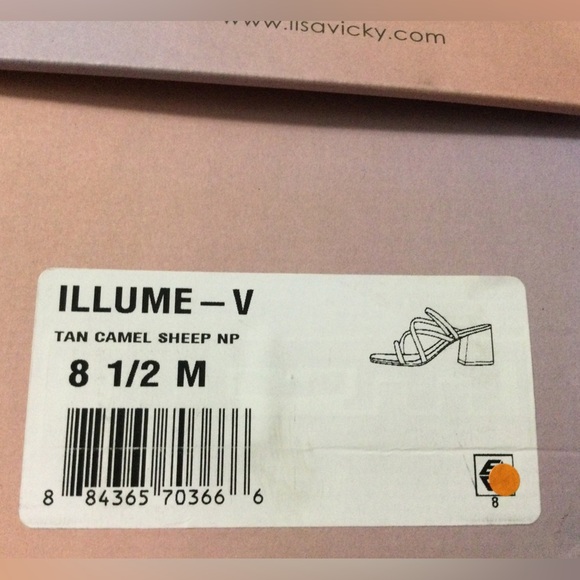 www.lisavicky.com
ILLUME – V
TAN CAMEL SHEEP NP
8 1/2 M
8 84365 70366 6
8